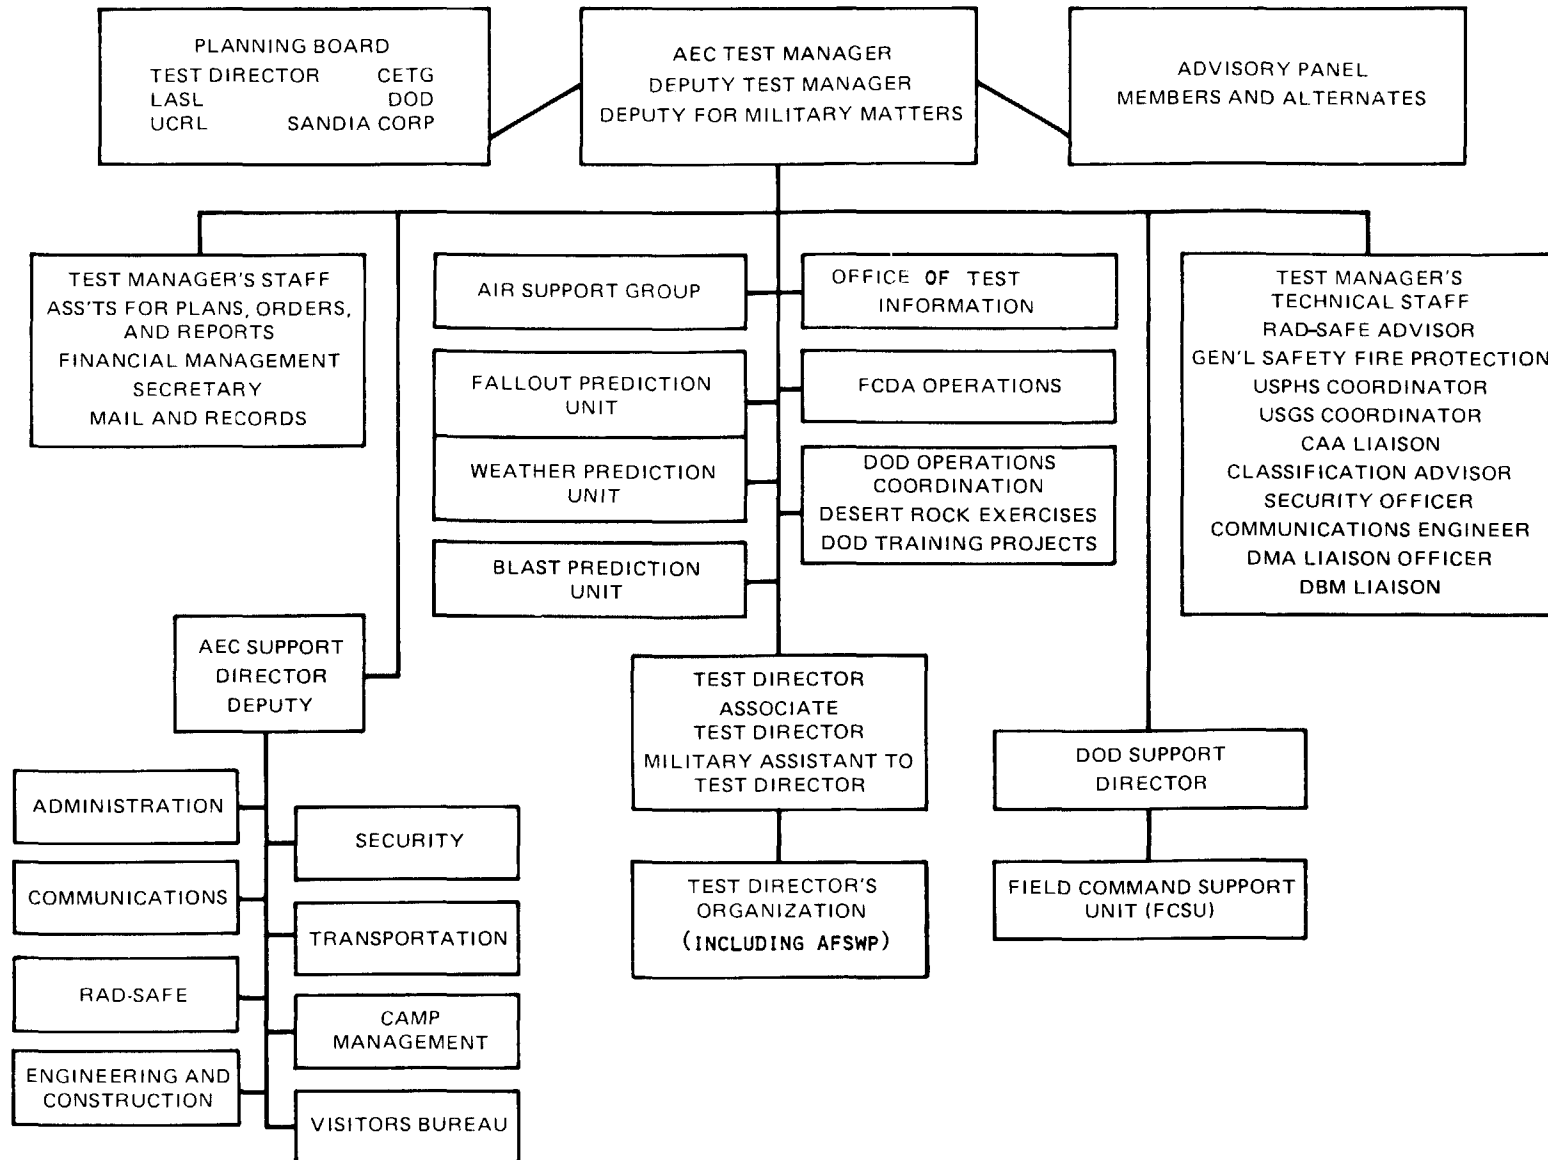 PLANNING BOARD
TEST DIRECTOR CETG
LASL DOD
UCRL SANDIA CORP
AEC TEST MANAGER
DEPUTY TEST MANAGER
DEPUTY FOR MILITARY MATTERS
ADVISORY PANEL
MEMBERS AND ALTERNATES
TEST MANAGER'S STAFF
ASS'TS FOR PLANS, ORDERS,
AND REPORTS
FINANCIAL MANAGEMENT
SECRETARY
MAIL AND RECORDS
AIR SUPPORT GROUP
OFFICE OF TEST
INFORMATION
FALLOUT PREDICTION
UNIT
FCDA OPERATIONS
WEATHER PREDICTION
UNIT
DOD OPERATIONS
COORDINATION
DESERT ROCK EXERCISES
DOD TRAINING PROJECTS
BLAST PREDICTION
UNIT
TEST MANAGER'S
TECHNICAL STAFF
RAD-SAFE ADVISOR
GEN'L SAFETY FIRE PROTECTION
USPHS COORDINATOR
USGS COORDINATOR
CAA LIAISON
CLASSIFICATION ADVISOR
SECURITY OFFICER
COMMUNICATIONS ENGINEER
DMA LIAISON OFFICER
DBM LIAISON
AEC SUPPORT
DIRECTOR
DEPUTY
TEST DIRECTOR
ASSOCIATE
TEST DIRECTOR
MILITARY ASSISTANT TO
TEST DIRECTOR
DOD SUPPORT
DIRECTOR
ADMINISTRATION
SECURITY
COMMUNICATIONS
TRANSPORTATION
RAD-SAFE
CAMP
MANAGEMENT
ENGINEERING AND
CONSTRUCTION
VISITORS BUREAU
TEST DIRECTOR'S
ORGANIZATION
(INCLUDING AFSWP)
FIELD COMMAND SUPPORT
UNIT (FCSU)